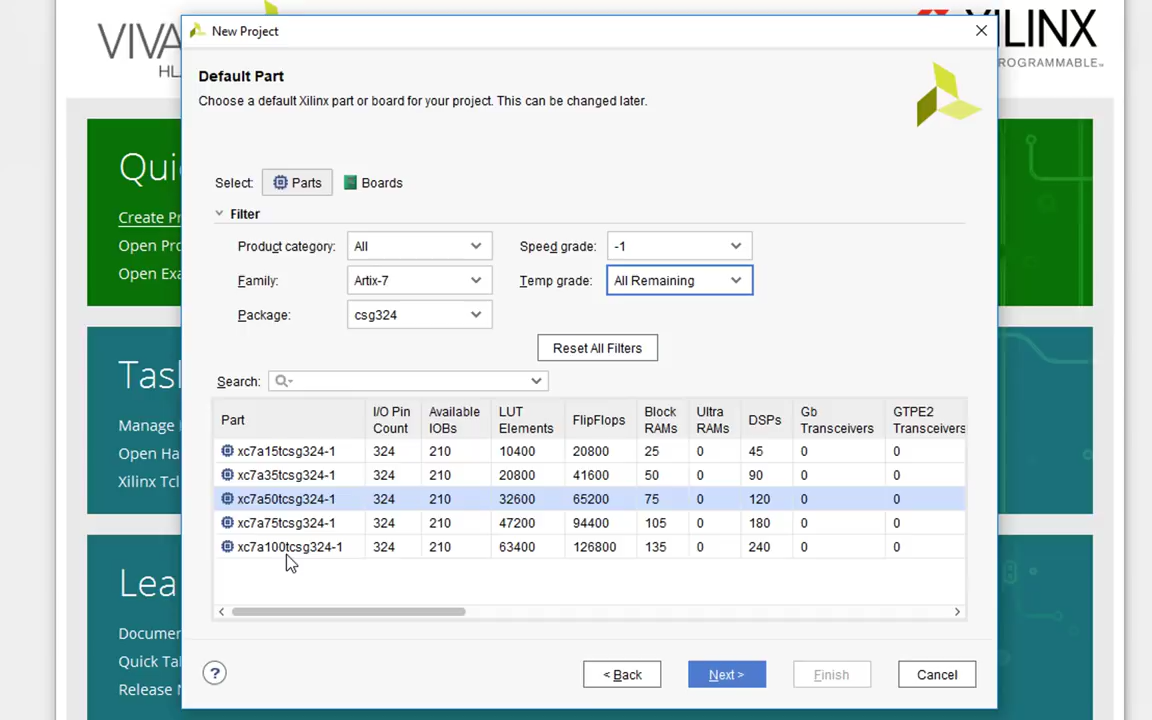 VIVA
HL
XILINX
ROGRAMMABLE™
New Project
Default Part
Choose a default Xilinx part or board for your project. This can be changed later.
Select: Parts Boards
Filter
Product category: All Speed grade: -1
Family: Artix-7 Temp grade: All Remaining
Package: csg324
Reset All Filters
Search:
Part I/O Pin Count Available IOBs LUT Elements FlipFlops Block RAMs Ultra RAMs DSPs Gb Transceivers GTPE2 Transceivers
xc7a15tcsg324-1 324 210 10400 20800 25 0 45 0 0
xc7a35tcsg324-1 324 210 20800 41600 50 0 90 0 0
xc7a50tcsg324-1 324 210 32600 65200 75 0 120 0 0
xc7a75tcsg324-1 324 210 47200 94400 105 0 180 0 0
xc7a100tcsg324-1 324 210 63400 126800 135 0 240 0 0
? < Back Next > Finish Cancel
Qui
Create Pr
Open Pro
Open Exa
Tas
Manage
Open Ha
Xilinx Tcl
Lea
Documen
Quick Ta
Release N